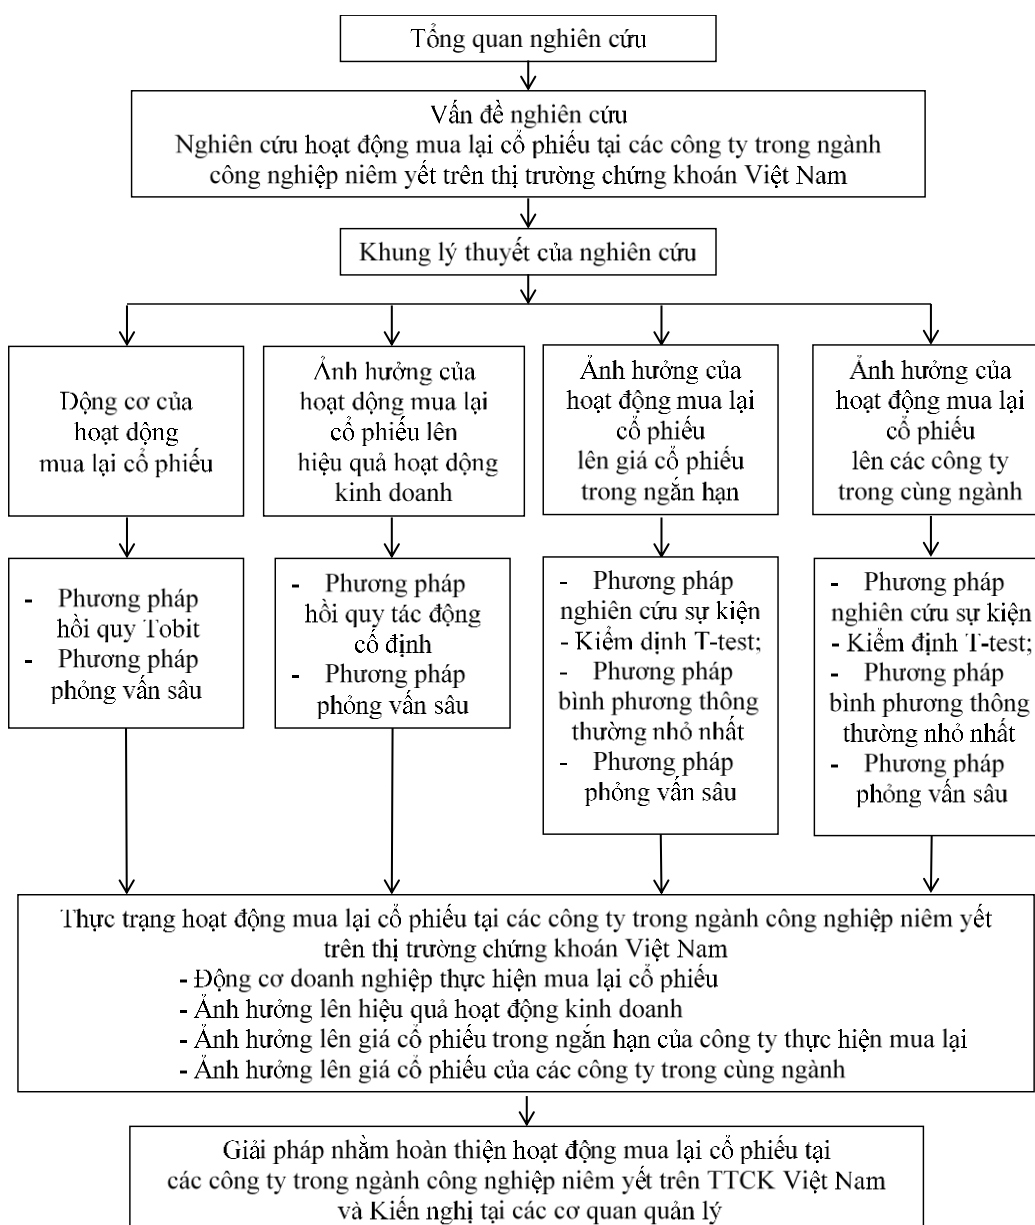 Tổng quan nghiên cứu
Vấn đề nghiên cứu
Nghiên cứu hoạt động mua lại cổ phiếu tại các công ty trong ngành
công nghiệp niêm yết trên thị trường chứng khoán Việt Nam
Khung lý thuyết của nghiên cứu
Động cơ của
hoạt động
mua lại cổ phiếu
Ảnh hưởng của
hoạt động mua lại
cổ phiếu lên
hiệu quả hoạt động
kinh doanh
Ảnh hưởng của
hoạt động mua lại
cổ phiếu
lên giá cổ phiếu
trong ngắn hạn
Ảnh hưởng của
hoạt động mua lại
cổ phiếu
lên các công ty
trong cùng ngành
- Phương pháp
hồi quy Tobit
- Phương pháp
phỏng vấn sâu
- Phương pháp
hồi quy tác động
cố định
- Phương pháp
phỏng vấn sâu
- Phương pháp
nghiên cứu sự kiện
- Kiểm định T-test;
- Phương pháp
bình phương thông
thường nhỏ nhất
- Phương pháp
phỏng vấn sâu
- Phương pháp
nghiên cứu sự kiện
- Kiểm định T-test;
- Phương pháp
bình phương thông
thường nhỏ nhất
- Phương pháp
phỏng vấn sâu
Thực trạng hoạt động mua lại cổ phiếu tại các công ty trong ngành công nghiệp niêm yết
trên thị trường chứng khoán Việt Nam
- Động cơ doanh nghiệp thực hiện mua lại cổ phiếu
- Ảnh hưởng lên hiệu quả hoạt động kinh doanh
- Ảnh hưởng lên giá cổ phiếu trong ngắn hạn của công ty thực hiện mua lại
- Ảnh hưởng lên giá cổ phiếu của các công ty trong cùng ngành
Giải pháp nhằm hoàn thiện hoạt động mua lại cổ phiếu tại
các công ty trong ngành công nghiệp niêm yết trên TTCK Việt Nam
và Kiến nghị tại các cơ quan quản lý